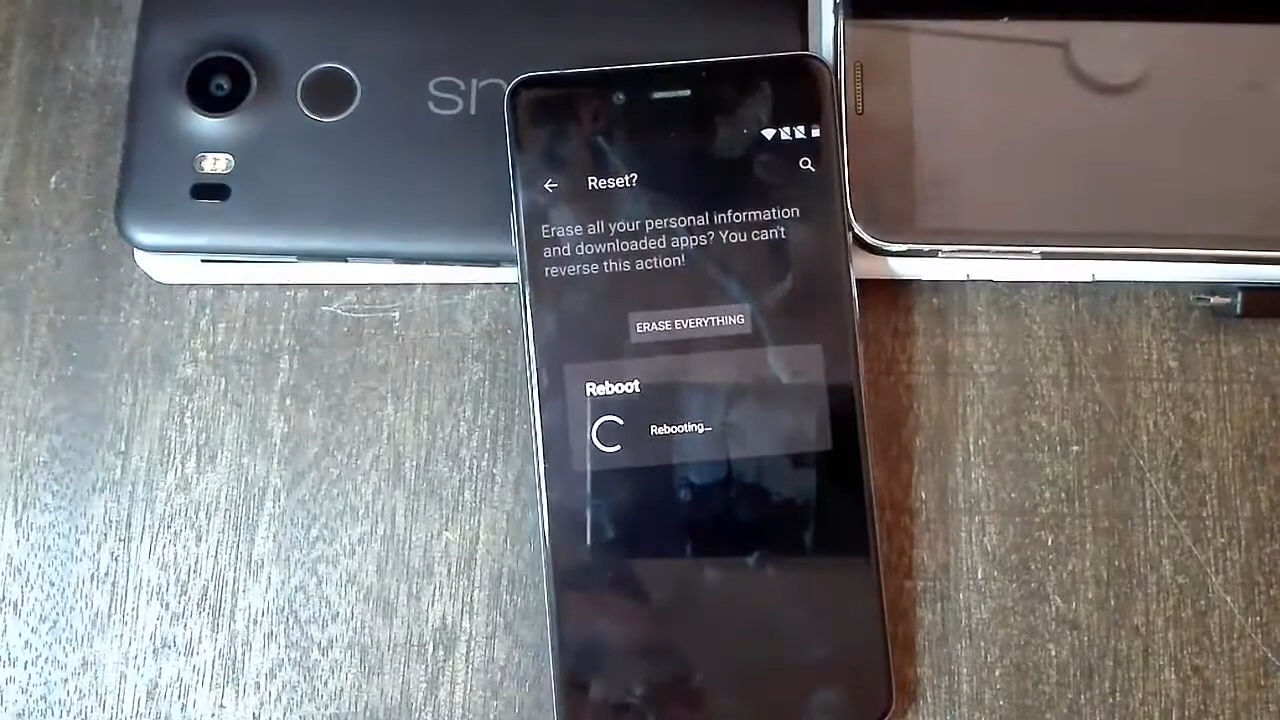 Reset?
Erase all your personal information
and downloaded apps? You can't
reverse this action!
ERASE EVERYTHING
Reboot
Rebooting...